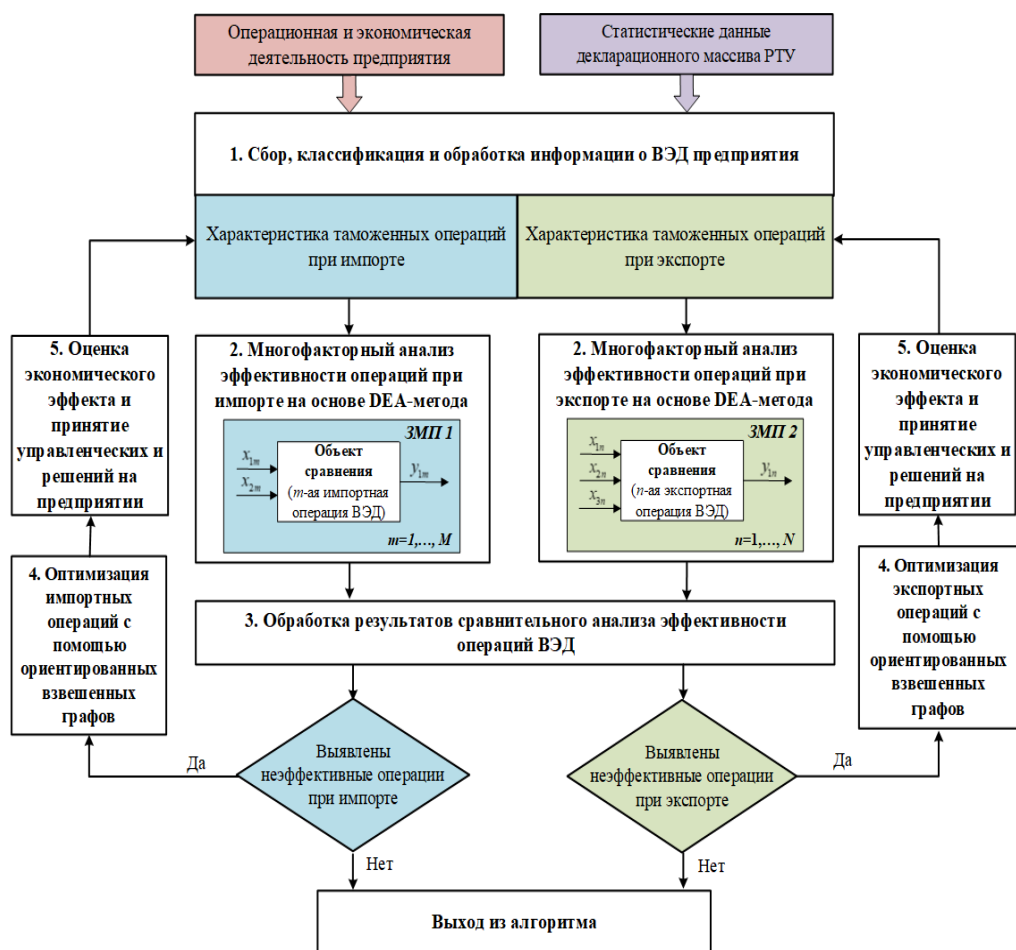 Операционная и экономическая
деятельность предприятия
Статистические данные
декларационного массива РТУ
1. Сбор, классификация и обработка информации о ВЭД предприятия
Характеристика таможенных операций
при импорте
Характеристика таможенных операций
при экспорте
5. Оценка
экономического
эффекта и
принятие
управленческих и
решений на
предприятии
2. Многофакторный анализ
эффективности операций при
импорте на основе DEA-метода
ЗМП 1
x1m
x2m
Объект
сравнения
(m-ая импортная
операция ВЭД)
y1m
m=1,..., M
2. Многофакторный анализ
эффективности операций при
экспорте на основе DEA-метода
ЗМП 2
x1n
x2n
x3n
Объект
сравнения
(n-ая экспортная
операция ВЭД)
y1n
n=1,..., N
5. Оценка
экономического
эффекта и
принятие
управленческих и
решений на
предприятии
4. Оптимизация
импортных
операций с
помощью
ориентированных
взвешенных
графов
3. Обработка результатов сравнительного анализа эффективности
операций ВЭД
4. Оптимизация
экспортных
операций с
помощью
ориентированных
взвешенных
графов
Выявлены
неэффективные операции
при импорте
Да
Нет
Выявлены
неэффективные операции
при экспорте
Да
Нет
Выход из алгоритма